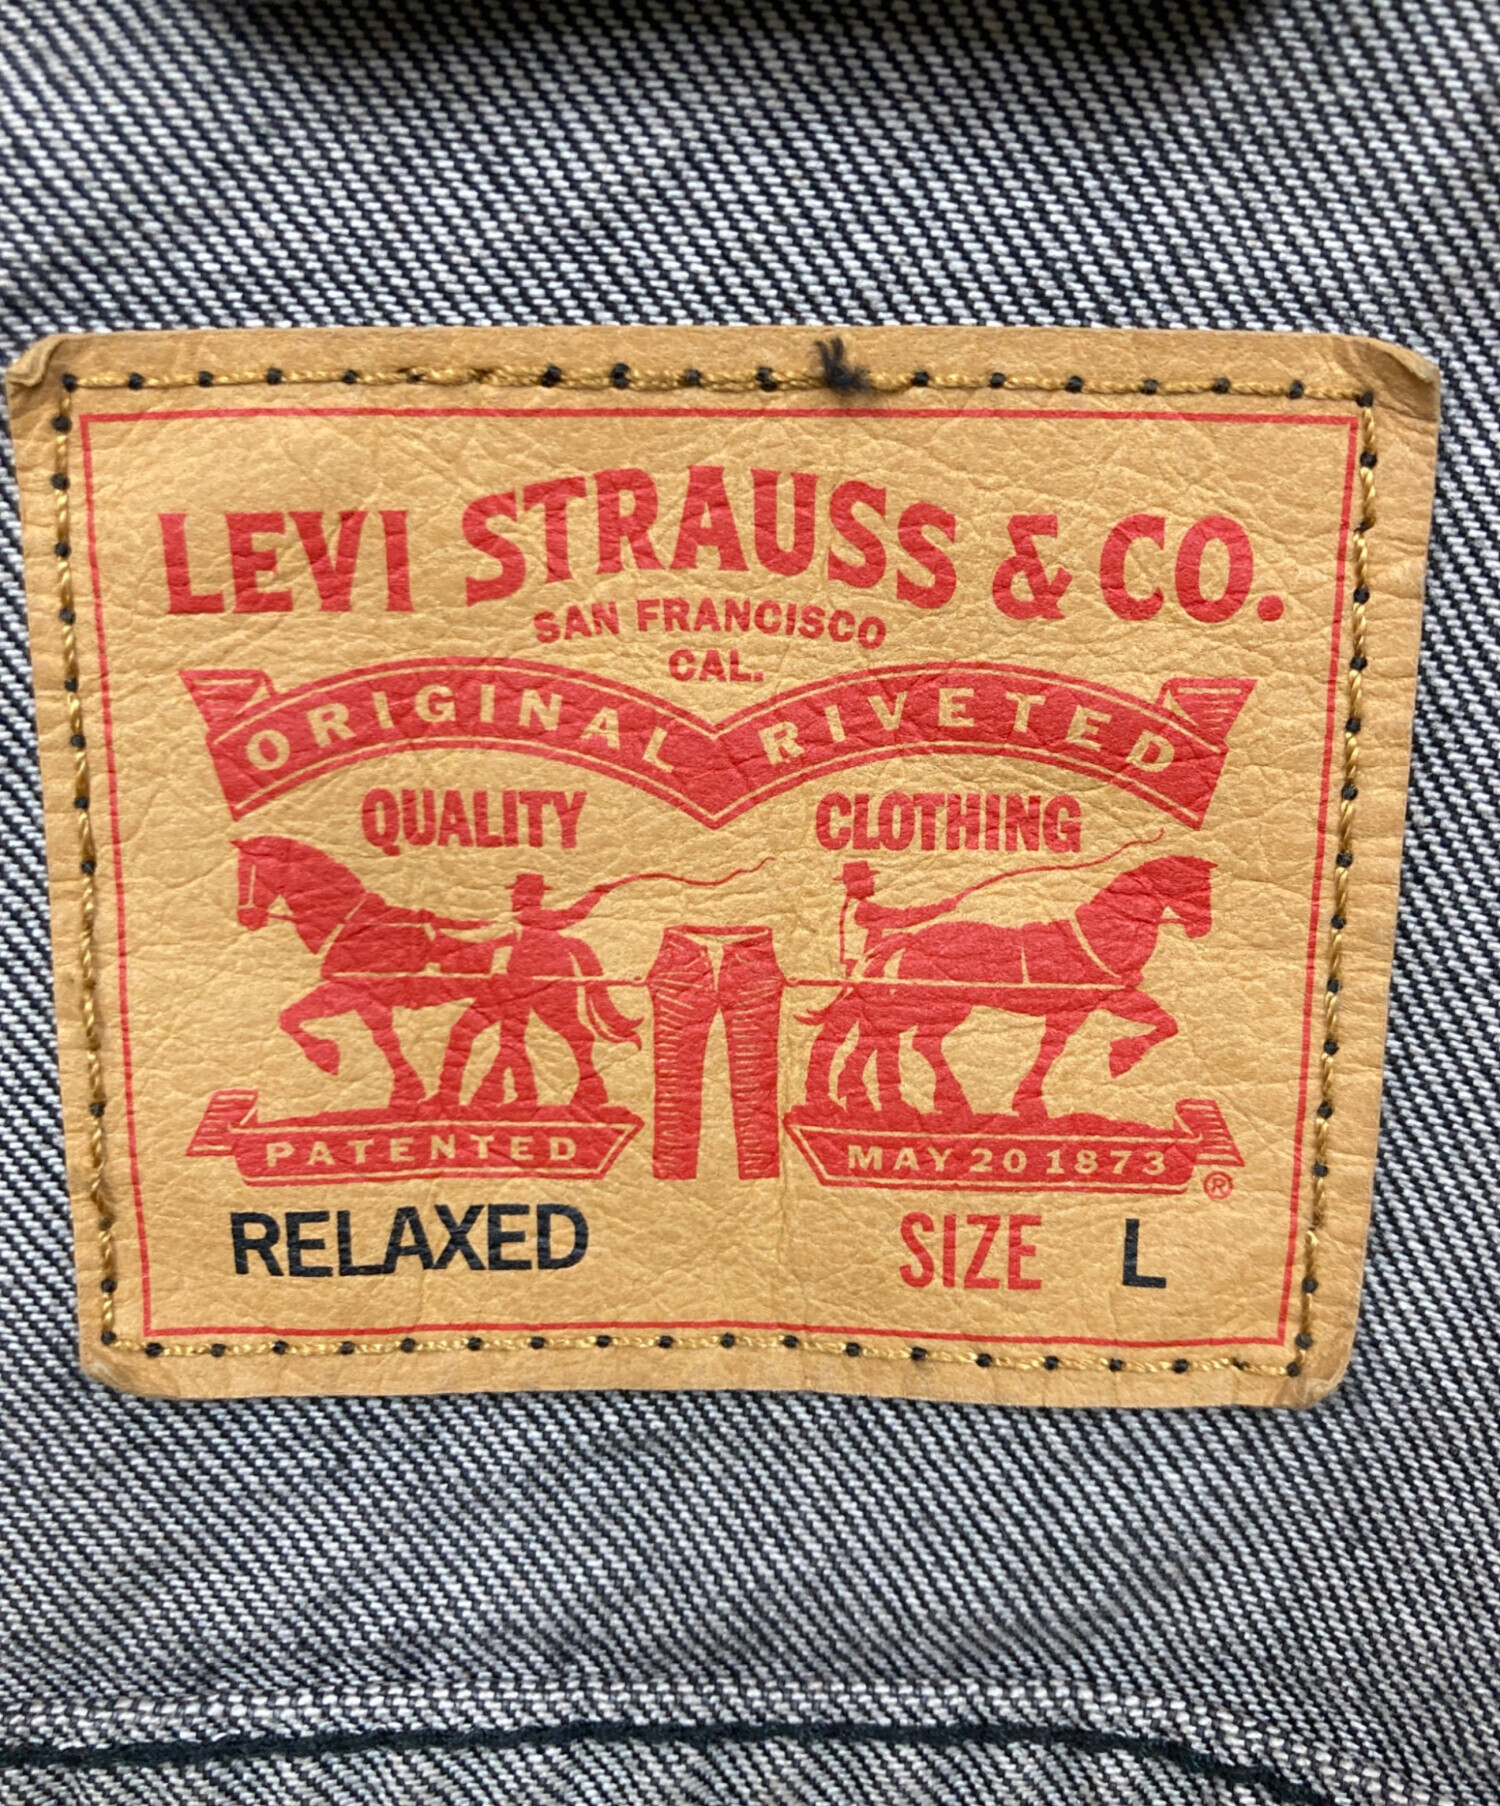 LEVI STRAUSS & CO.
SAN FRANCISCO
CAL.
ORIGINAL RIVETED
QUALITY CLOTHING
PATENTED MAY 20 1873 ®
RELAXED SIZE L